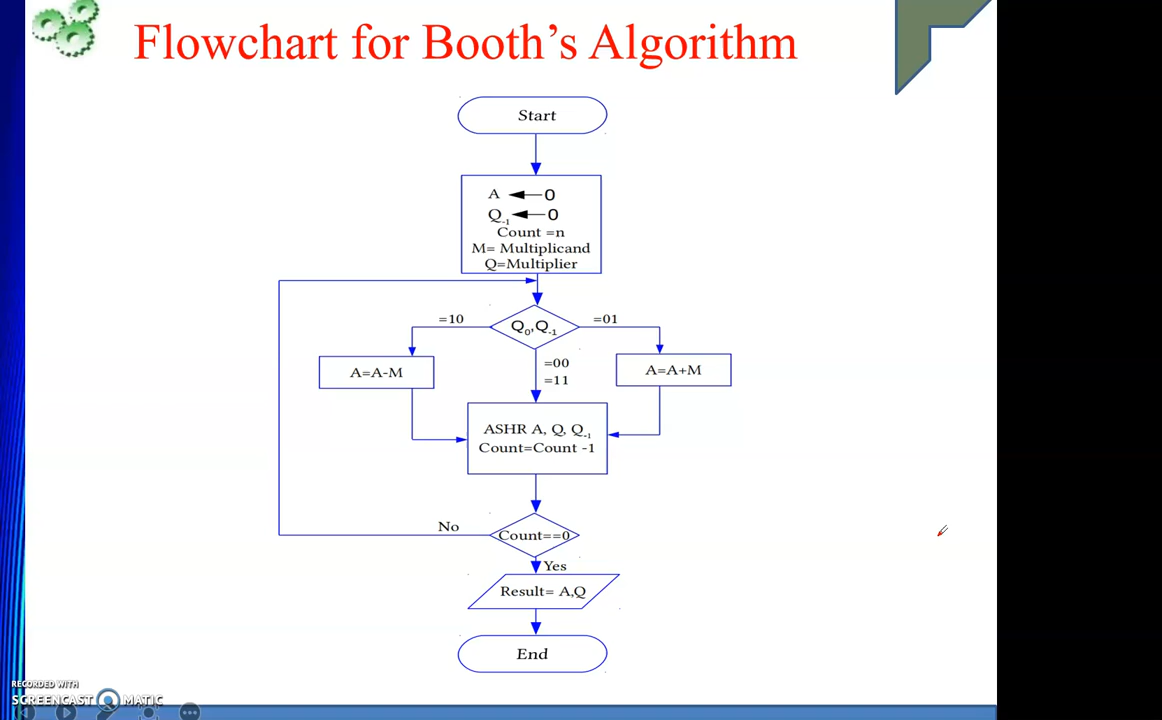 Flowchart for Booth's Algorithm
Start
A ← 0
Q-1 ← 0
Count =n
M= Multiplicand
Q=Multiplier
=10
Q0,Q-1
=01
A=A-M
=00
=11
A=A+M
ASHR A, Q, Q-1
Count=Count -1
No
Count==0
Yes
Result= A,Q
End
RECORDED WITH
SCREENCAST MATIC